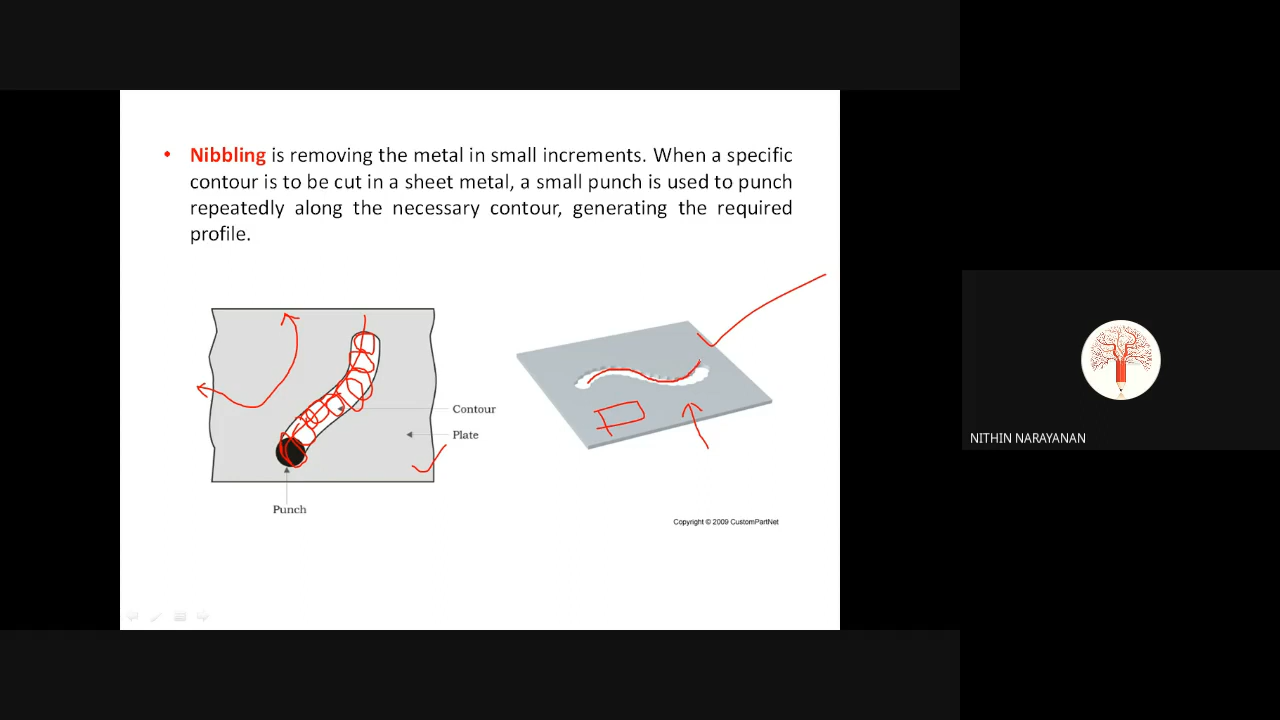 • Nibbling is removing the metal in small increments. When a specific
contour is to be cut in a sheet metal, a small punch is used to punch
repeatedly along the necessary contour, generating the required
profile.
Contour
Plate
Punch
Copyright © 2009 CustomPartNet
NITHIN NARAYANAN